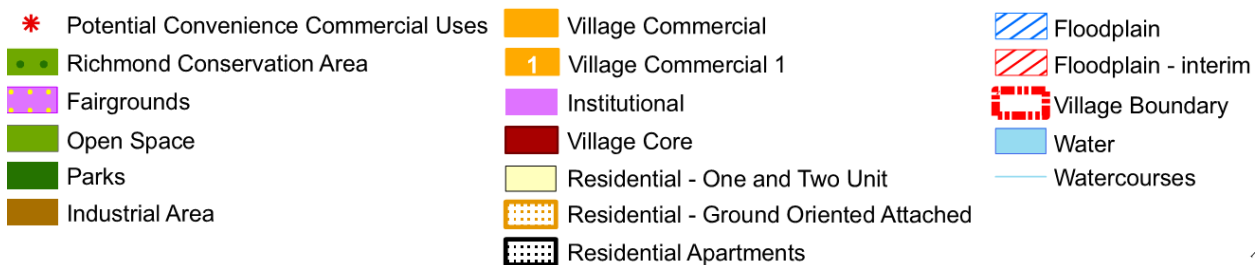 Potential Convenience Commercial Uses
Richmond Conservation Area
Fairgrounds
Open Space
Parks
Industrial Area
Village Commercial
1 Village Commercial 1
Institutional
Village Core
Residential - One and Two Unit
Residential - Ground Oriented Attached
Residential Apartments
Floodplain
Floodplain - interim
Village Boundary
Water
Watercourses